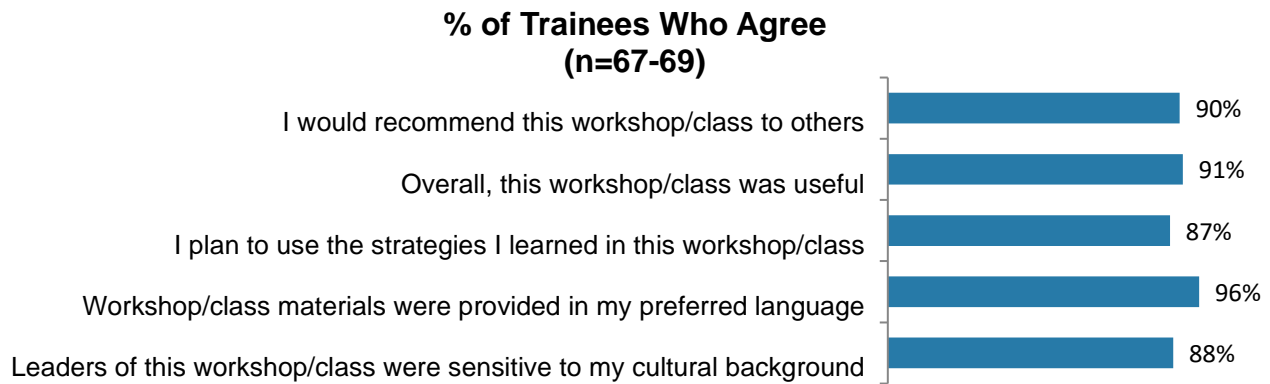 % of Trainees Who Agree
(n=67-69)
I would recommend this workshop/class to others 90%
Overall, this workshop/class was useful 91%
I plan to use the strategies I learned in this workshop/class 87%
Workshop/class materials were provided in my preferred language 96%
Leaders of this workshop/class were sensitive to my cultural background 88%